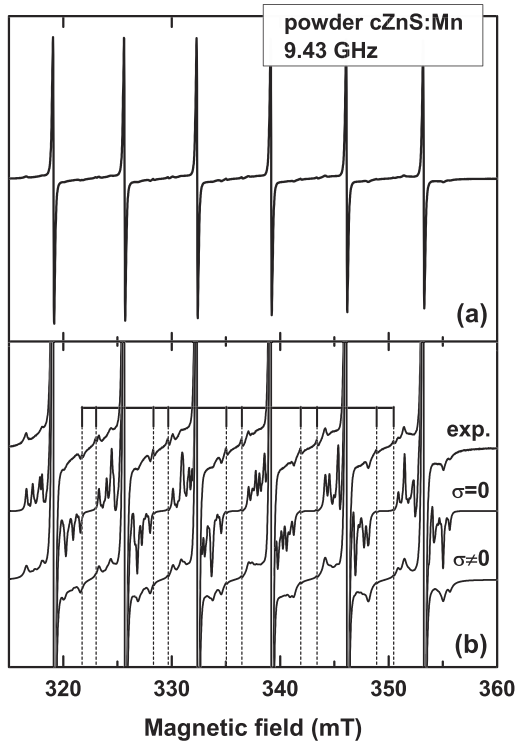 powder cZnS:Mn
9.43 GHz
(a)
exp.
σ=0
σ≠0
(b)
320 330 340 350 360
Magnetic field (mT)